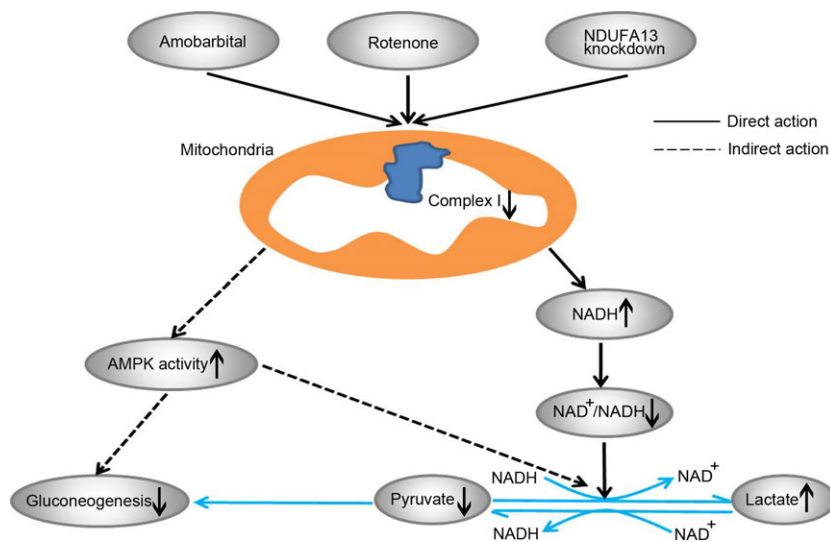 Amobarbital
Rotenone
NDUFA13
knockdown
Direct action
Indirect action
Mitochondria
Complex I
NADH
AMPK activity
NAD⁺/NADH
NADH
NAD⁺
Gluconeogenesis
Pyruvate
Lactate
NADH
NAD⁺